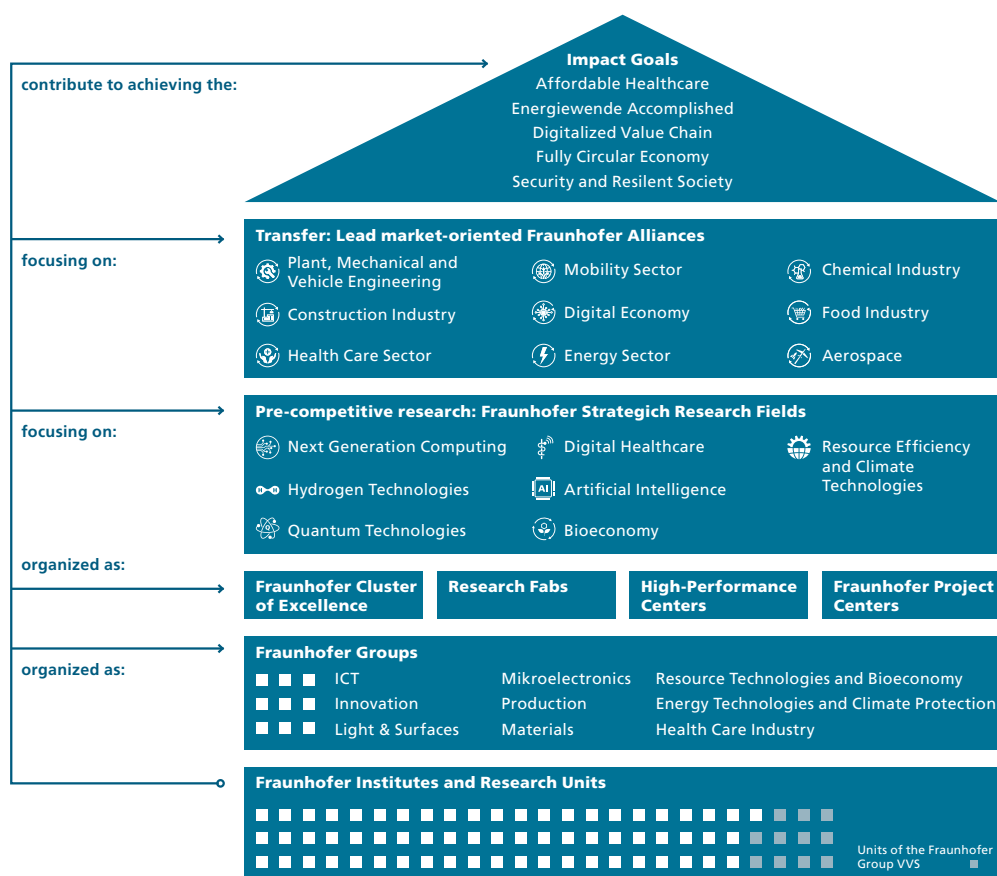 contribute to achieving the:
Impact Goals
Affordable Healthcare
Energiewende Accomplished
Digitalized Value Chain
Fully Circular Economy
Security and Resilent Society
focusing on:
Transfer: Lead market-oriented Fraunhofer Alliances
Plant, Mechanical and
Vehicle Engineering
Construction Industry
Health Care Sector
Mobility Sector
Digital Economy
Energy Sector
Chemical Industry
Food Industry
Aerospace
focusing on:
Pre-competitive research: Fraunhofer Strategich Research Fields
Next Generation Computing
Hydrogen Technologies
Quantum Technologies
Digital Healthcare
AI
Artificial Intelligence
Bioeconomy
Resource Efficiency
and Climate
Technologies
organized as:
Fraunhofer Cluster
of Excellence
Research Fabs
High-Performance
Centers
Fraunhofer Project
Centers
organized as:
Fraunhofer Groups
ICT
Innovation
Light & Surfaces
Mikroelectronics
Production
Materials
Resource Technologies and Bioeconomy
Energy Technologies and Climate Protection
Health Care Industry
Fraunhofer Institutes and Research Units
Units of the Fraunhofer
Group VVS